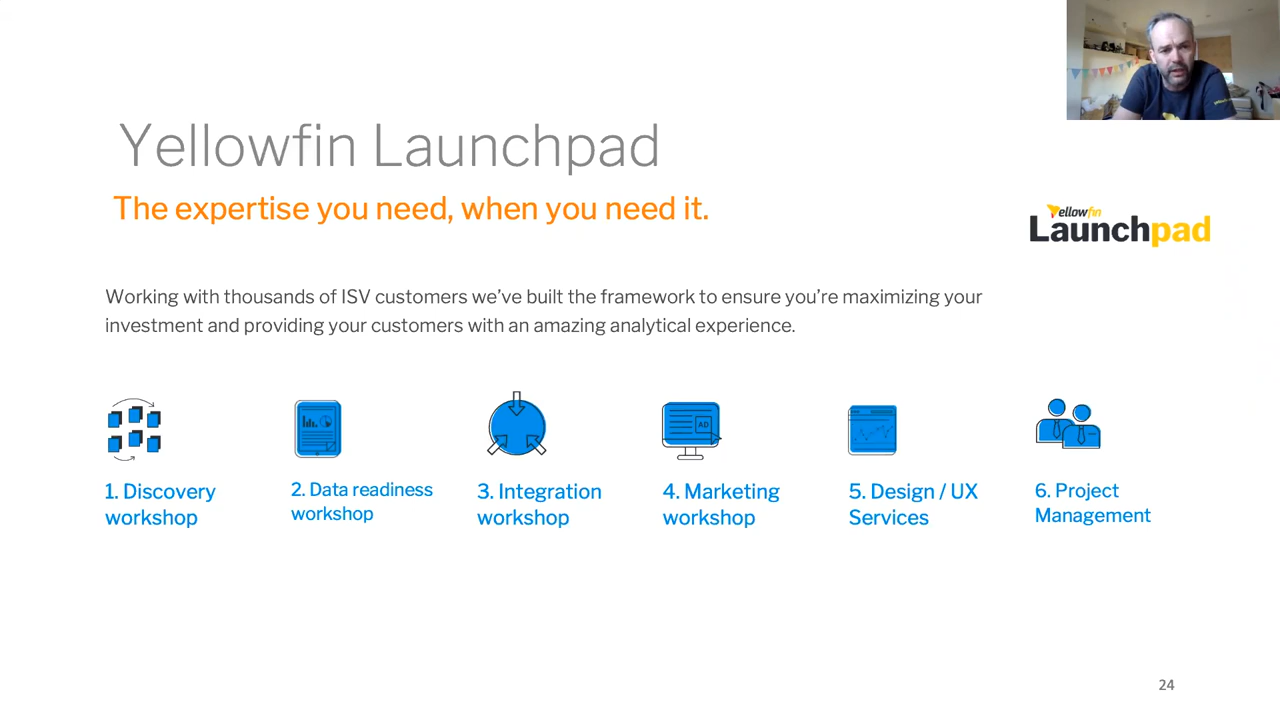 Yellowfin Launchpad
The expertise you need, when you need it.
Yellowfin
Launchpad
Working with thousands of ISV customers we’ve built the framework to ensure you’re maximizing your
investment and providing your customers with an amazing analytical experience.
AD
1. Discovery
workshop
2. Data readiness
workshop
3. Integration
workshop
4. Marketing
workshop
5. Design / UX
Services
6. Project
Management
24